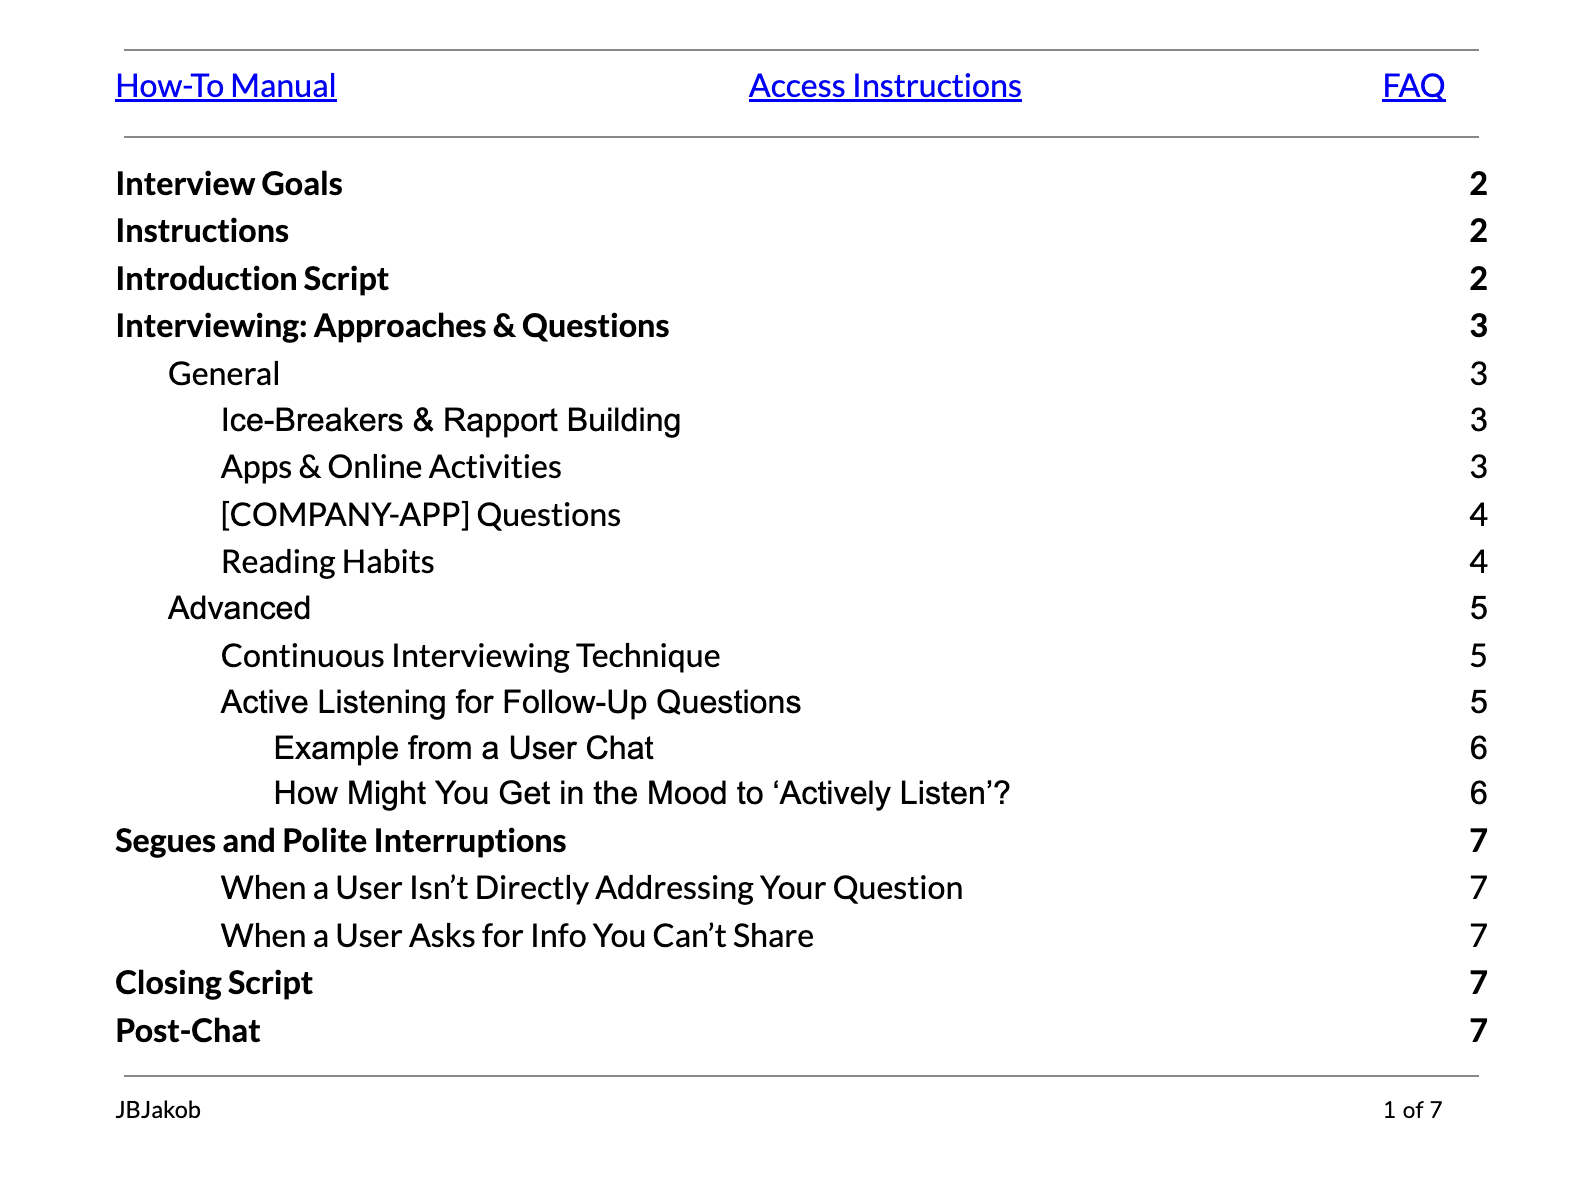 How-To Manual Access Instructions FAQ
Interview Goals 2
Instructions 2
Introduction Script 2
Interviewing: Approaches & Questions 3
General 3
Ice-Breakers & Rapport Building 3
Apps & Online Activities 3
[COMPANY-APP] Questions 4
Reading Habits 4
Advanced 5
Continuous Interviewing Technique 5
Active Listening for Follow-Up Questions 5
Example from a User Chat 6
How Might You Get in the Mood to ‘Actively Listen’? 6
Segues and Polite Interruptions 7
When a User Isn’t Directly Addressing Your Question 7
When a User Asks for Info You Can’t Share 7
Closing Script 7
Post-Chat 7
JBJakob 1 of 7